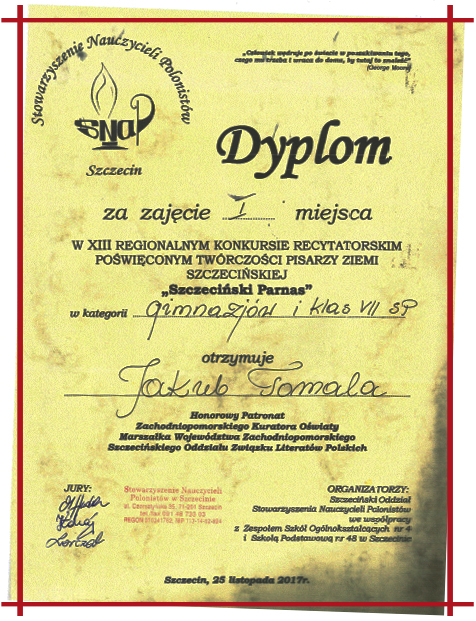 Stowarzyszenie Nauczycieli Polonistów
SNaP
Szczecin
„Człowiek wędruje po świecie w poszukiwaniu tego,
czego mu trzeba i wraca do domu, by tutaj to znaleźć”
(George Moore)
Dyplom
za zajęcie I miejsca
W XIII REGIONALNYM KONKURSIE RECYTATORSKIM
POŚWIĘCONYM TWÓRCZOŚCI PISARZY ZIEMI
SZCZECIŃSKIEJ
„Szczeciński Parnas”
w kategorii gimnazjów i klas VII SP
otrzymuje
Jakub Tomala
Honorowy Patronat
Zachodniopomorskiego Kuratora Oświaty
Marszałka Województwa Zachodniopomorskiego
Szczecińskiego Oddziału Związku Literatów Polskich
JURY:
Stowarzyszenie Nauczycieli
Polonistów w Szczecinie
71-251 Szczecin
REGON
ORGANIZATORZY:
Szczeciński Oddział
Stowarzyszenia Nauczycieli Polonistów
we współpracy
z Zespołem Szkół Ogólnokształcących nr 4
i Szkołą Podstawową nr 48 w Szczecinie
Szczecin, 25 listopada 2017r.